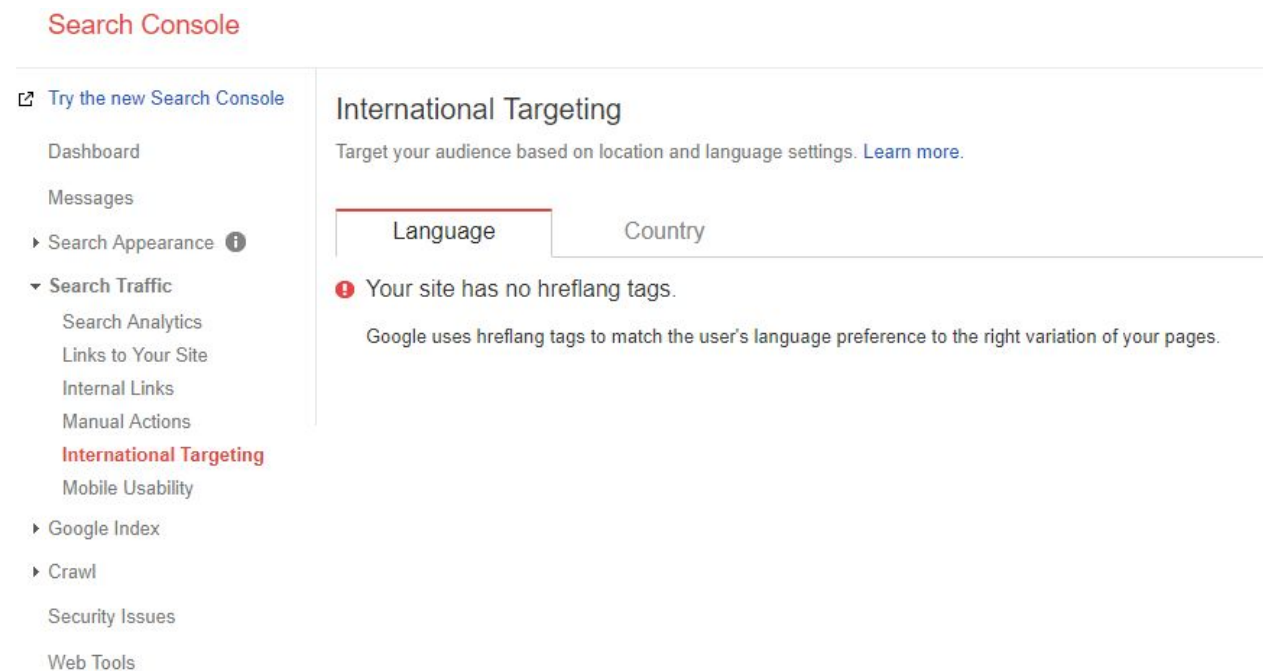 Search Console
Try the new Search Console
Dashboard
Messages
Search Appearance
Search Traffic
Search Analytics
Links to Your Site
Internal Links
Manual Actions
International Targeting
Mobile Usability
Google Index
Crawl
Security Issues
Web Tools
International Targeting
Target your audience based on location and language settings. Learn more.
Language Country
Your site has no hreflang tags.
Google uses hreflang tags to match the user's language preference to the right variation of your pages.